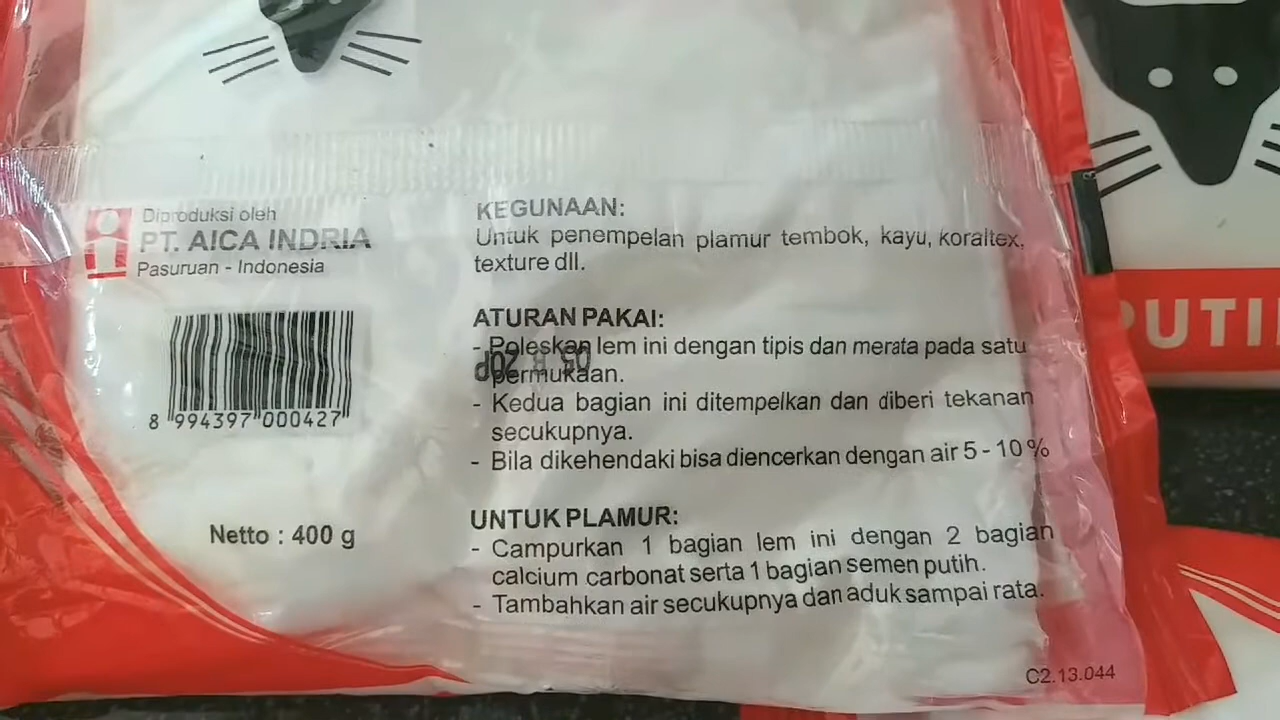 Diproduksi oleh
PT. AICA INDRIA
Pasuruan - Indonesia
8 994397 000427
Netto : 400 g
KEGUNAAN:
Untuk penempelan plamur tembok, kayu, koraltex,
texture dll.
ATURAN PAKAI:
- Poleskan lem ini dengan tipis dan merata pada satu
permukaan.
- Kedua bagian ini ditempelkan dan diberi tekanan
secukupnya.
- Bila dikehendaki bisa diencerkan dengan air 5 - 10 %
UNTUK PLAMUR:
- Campurkan 1 bagian lem ini dengan 2 bagian
calcium carbonat serta 1 bagian semen putih.
- Tambahkan air secukupnya dan aduk sampai rata.
C2.13.044
PUTI